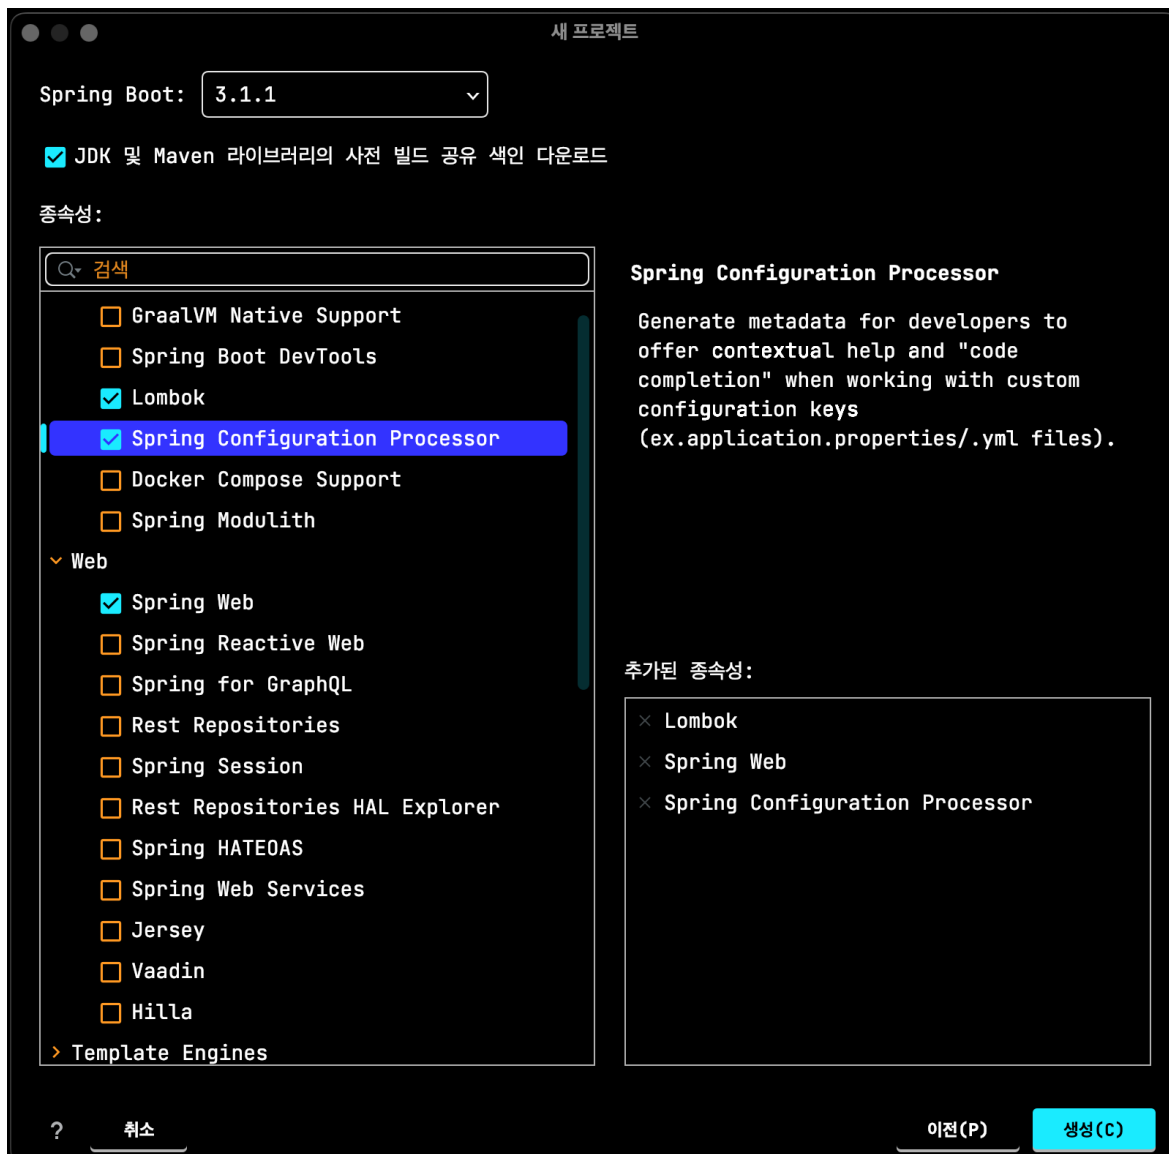 새 프로젝트
Spring Boot: 3.1.1
JDK 및 Maven 라이브러리의 사전 빌드 공유 색인 다운로드
종속성:
검색
GraalVM Native Support
Spring Boot DevTools
Lombok
Spring Configuration Processor
Docker Compose Support
Spring Modulith
Web
Spring Web
Spring Reactive Web
Spring for GraphQL
Rest Repositories
Spring Session
Rest Repositories HAL Explorer
Spring HATEOAS
Spring Web Services
Jersey
Vaadin
Hilla
Template Engines
Spring Configuration Processor
Generate metadata for developers to
offer contextual help and "code
completion" when working with custom
configuration keys
(ex.application.properties/.yml files).
추가된 종속성:
Lombok
Spring Web
Spring Configuration Processor
?
취소
이전(P)
생성(C)